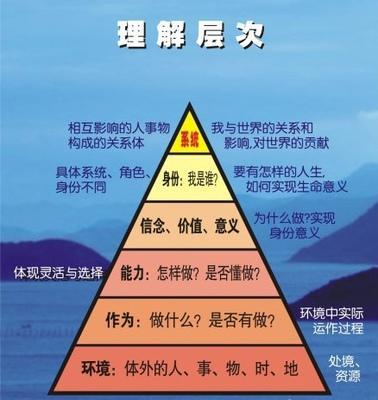 理解层次
相互影响的人事物
构成的关系体
系统
我与世界的关系和
影响,对世界的贡献
具体系统、角色、
身份不同
身份：我是谁?
要有怎样的人生,
如何实现生命意义
信念、价值、意义
为什么做?实现
身份意义
体现灵活与选择
能力：怎样做？是否懂做?
作为：做什么？是否有做?
环境中实际
运作过程
环境：体外的人、事、物、时、地
处境、
资源